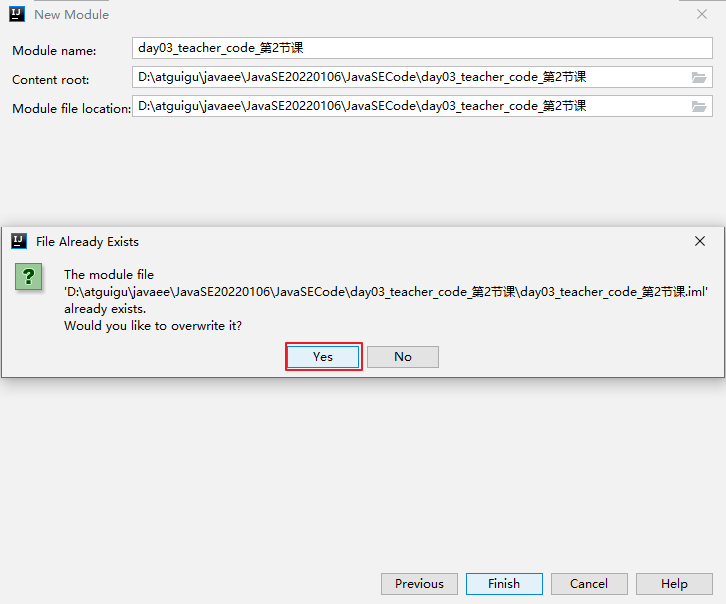 New Module
Module name: day03_teacher_code_第2节课
Content root: D:\atguigu\javaee\JavaSE20220106\JavaSECode\day03_teacher_code_第2节课
Module file location: D:\atguigu\javaee\JavaSE20220106\JavaSECode\day03_teacher_code_第2节课
File Already Exists
The module file
'D:\atguigu\javaee\JavaSE20220106\JavaSECode\day03_teacher_code_第2节课\day03_teacher_code_第2节课.iml'
already exists.
Would you like to overwrite it?
Yes No
Previous Finish Cancel Help